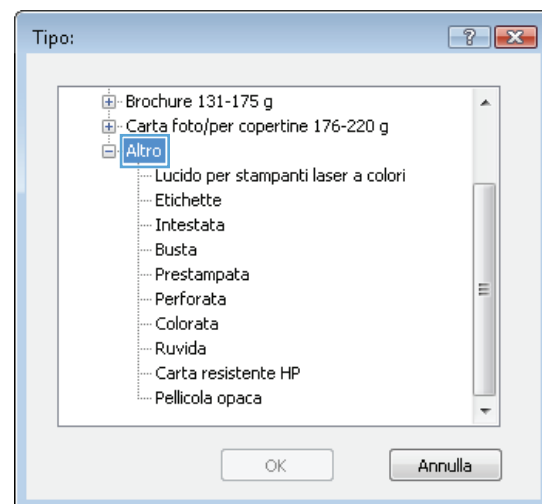 Tipo:
Brochure 131-175 g
Carta foto/per copertine 176-220 g
Altro
Lucido per stampanti laser a colori
Etichette
Intestata
Busta
Prestampata
Perforata
Colorata
Ruvida
Carta resistente HP
Pellicola opaca
OK Annulla